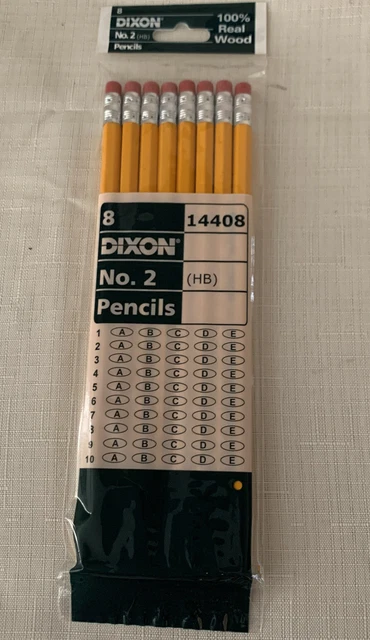 8
DIXON
No. 2 (HB)
Pencils
100%
Real
Wood
8 14408
DIXON®
No. 2 (HB)
Pencils
1 A B C D E
2 A B C D E
3 A B C D E
4 A B C D E
5 A B C D E
6 A B C D E
7 A B C D E
8 A B C D E
9 A B C D E
10 A B C D E